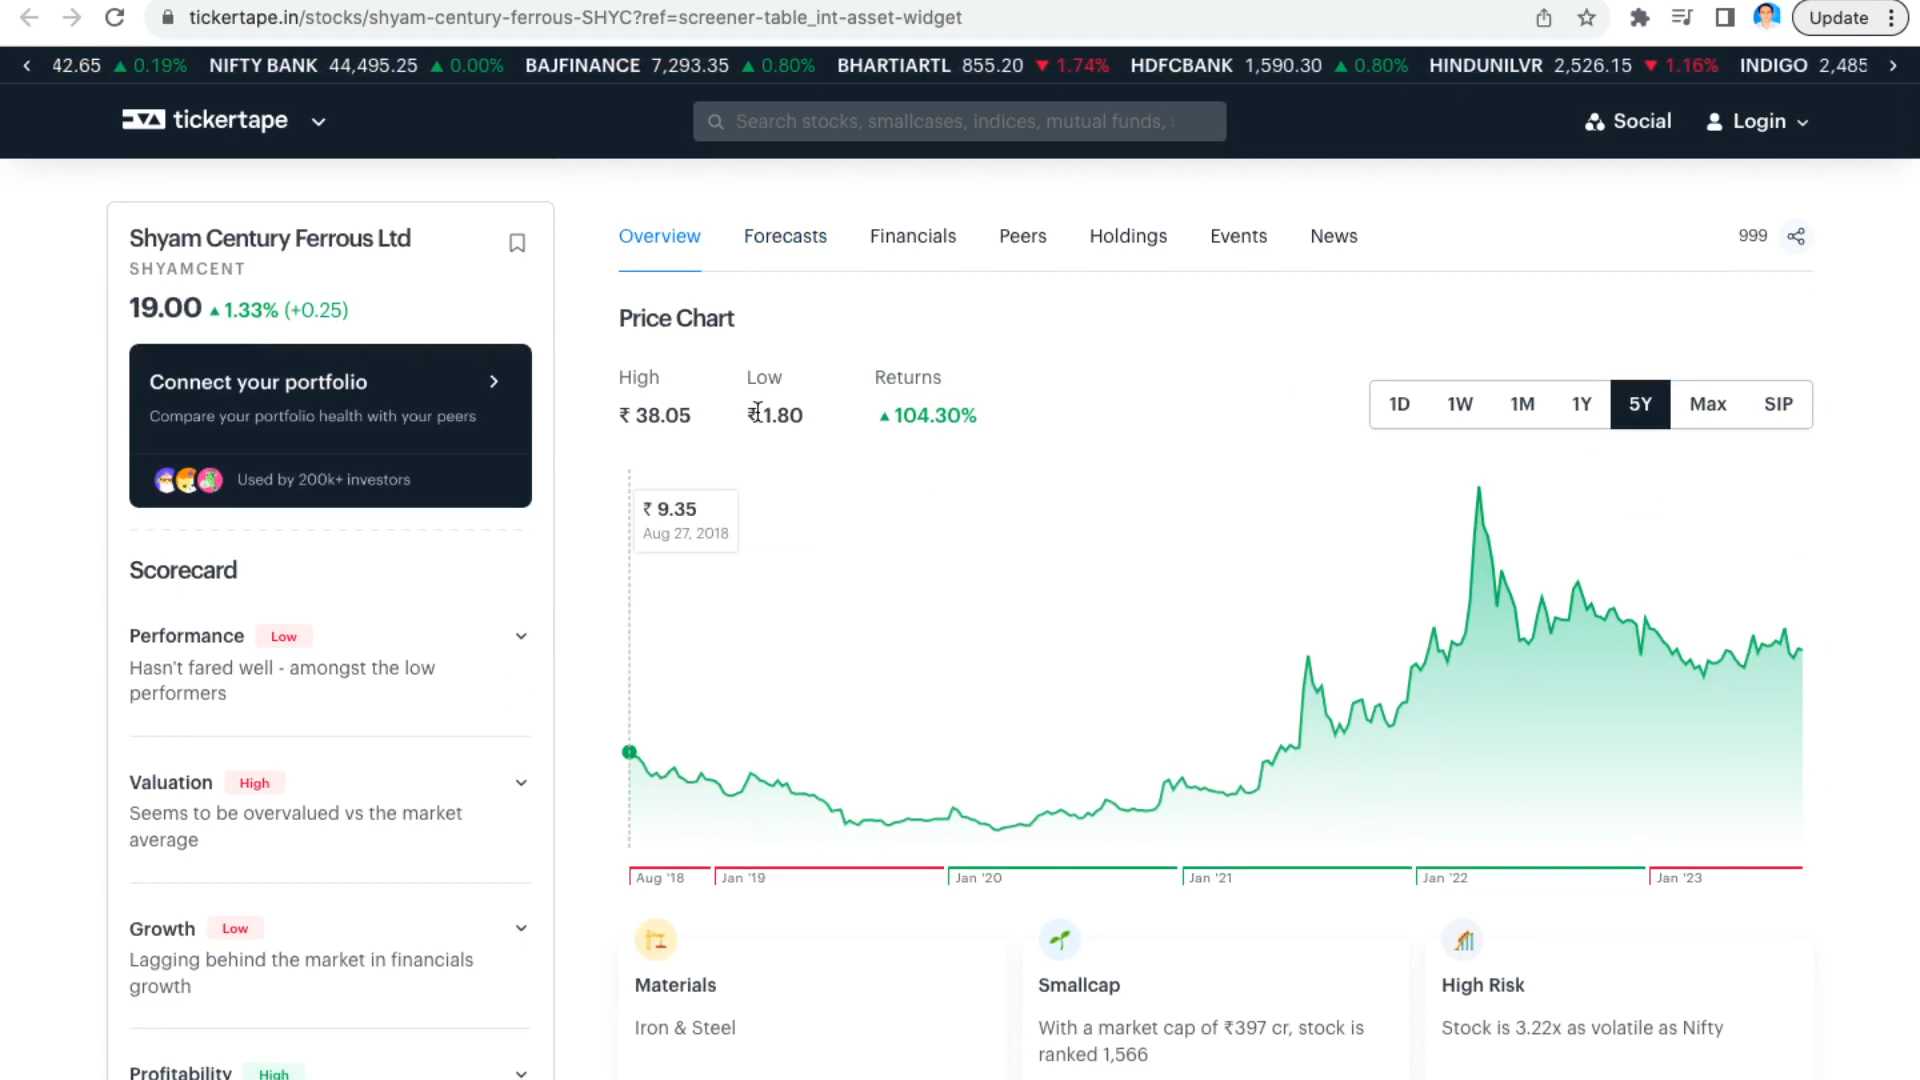 tickertape.in/stocks/shyam-century-ferrous-SHYC?ref=screener-table_int-asset-widget
Update
42.65 ▲ 0.19% NIFTY BANK 44,495.25 ▲ 0.00% BAJFINANCE 7,293.35 ▲ 0.80% BHARTIARTL 855.20 ▼ 1.74% HDFCBANK 1,590.30 ▲ 0.80% HINDUNILVR 2,526.15 ▼ 1.16% INDIGO 2,485
tickertape
Search stocks, smallcases, indices, mutual funds,
Social
Login
Shyam Century Ferrous Ltd
SHYAMCENT
19.00 ▲ 1.33% (+0.25)
Connect your portfolio
Compare your portfolio health with your peers
Used by 200k+ investors
Scorecard
Performance Low
Hasn't fared well - amongst the low
performers
Valuation High
Seems to be overvalued vs the market
average
Growth Low
Lagging behind the market in financials
growth
Profitability High
Overview Forecasts Financials Peers Holdings Events News
999
Price Chart
High Low Returns
₹ 38.05 ₹ 1.80 ▲ 104.30%
1D 1W 1M 1Y 5Y Max SIP
₹ 9.35
Aug 27, 2018
Aug '18 Jan '19 Jan '20 Jan '21 Jan '22 Jan '23
Materials
Iron & Steel
Smallcap
With a market cap of ₹397 cr, stock is
ranked 1,566
High Risk
Stock is 3.22x as volatile as Nifty